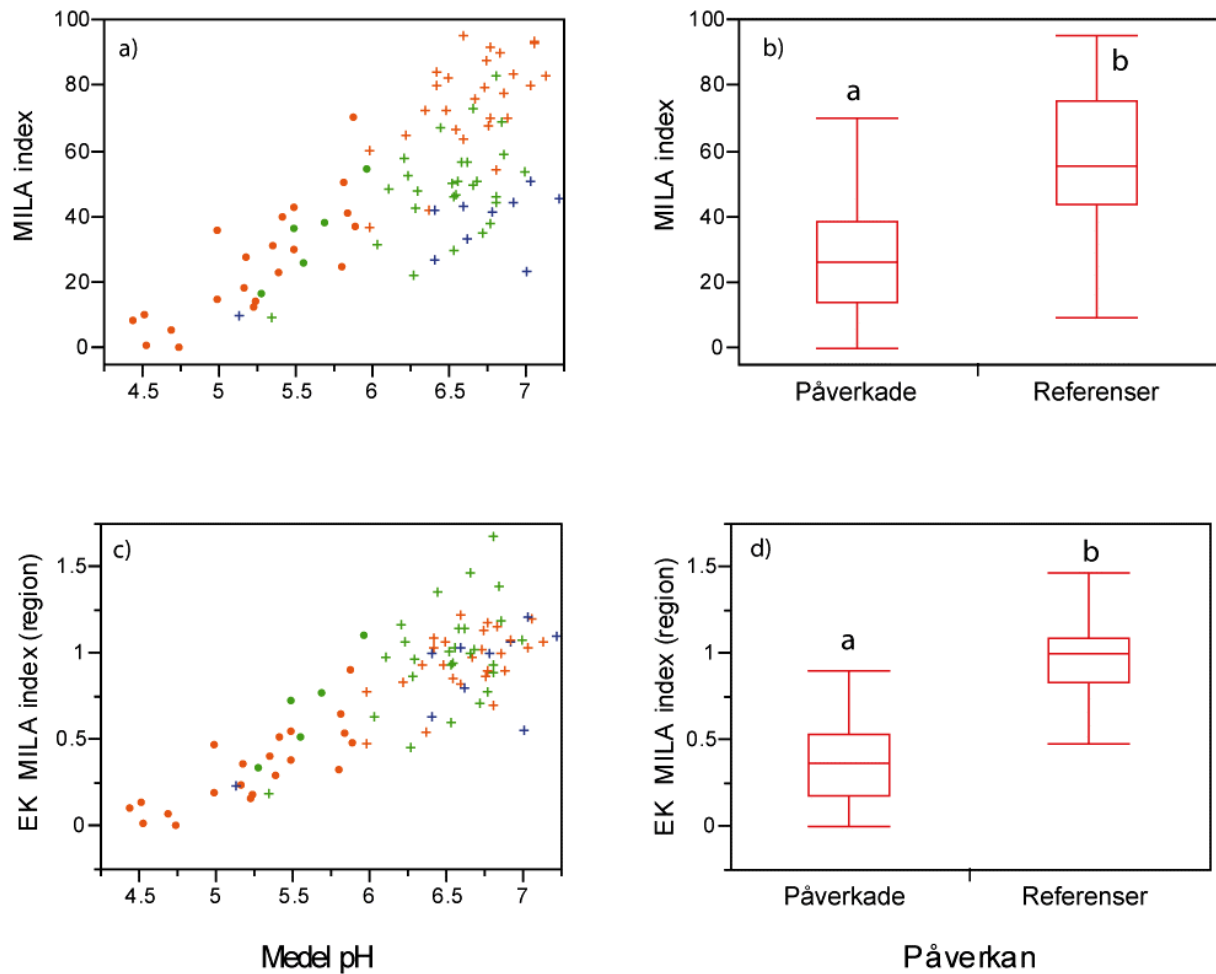 100
80
60
40
20
0
MILA index
a)
4.5
5
5.5
6
6.5
7
100
80
60
40
20
0
MILA index
b)
a
b
Påverkade
Referenser
1.5
1
0.5
0
EK MILA index (region)
c)
4.5
5
5.5
6
6.5
7
Medel pH
1.5
1
0.5
0
EK MILA index (region)
d)
a
b
Påverkade
Referenser
Påverkan